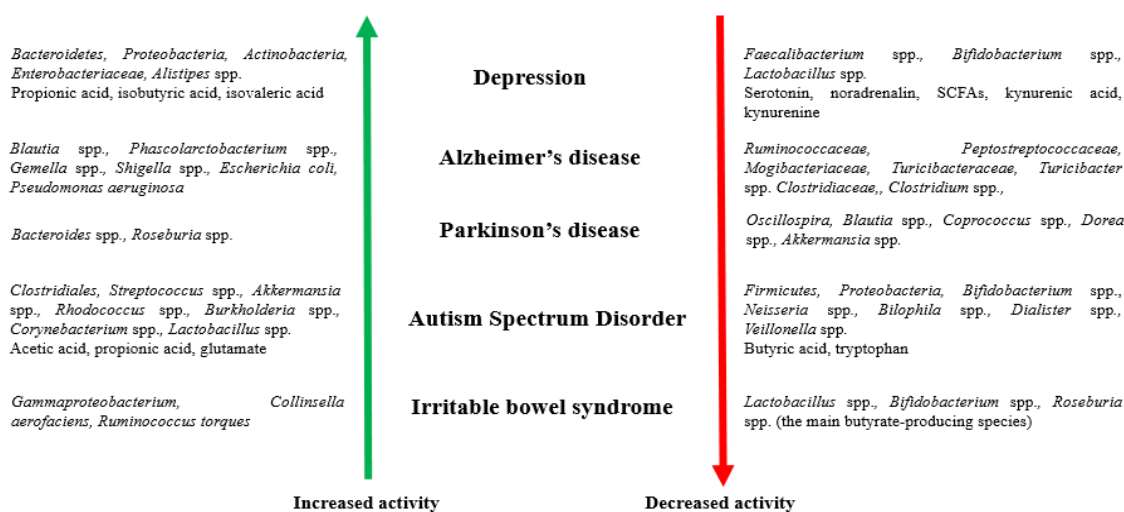 Bacteroidetes, Proteobacteria, Actinobacteria,
Enterobacteriaceae, Alistipes spp.
Propionic acid, isobutyric acid, isovaleric acid
Depression
Faecalibacterium spp., Bifidobacterium spp.,
Lactobacillus spp.
Serotonin, noradrenalin, SCFAs, kynurenic acid,
kynurenine
Blautia spp., Phascolarctobacterium spp.,
Gemella spp., Shigella spp., Escherichia coli,
Pseudomonas aeruginosa
Alzheimer's disease
Ruminococcaceae, Peptostreptococcaceae,
Mogibacteriaceae, Turicibacteraceae, Turicibacter
spp. Clostridiaceae,, Clostridium spp.,
Bacteroides spp., Roseburia spp.
Parkinson's disease
Oscillospira, Blautia spp., Coprococcus spp., Dorea
spp., Akkermansia spp.
Clostridiales, Streptococcus spp., Akkermansia
spp., Rhodococcus spp., Burkholderia spp.,
Corynebacterium spp., Lactobacillus spp.
Acetic acid, propionic acid, glutamate
Autism Spectrum Disorder
Firmicutes, Proteobacteria, Bifidobacterium spp.,
Neisseria spp., Bilophila spp., Dialister spp.,
Veillonella spp.
Butyric acid, tryptophan
Gammaproteobacterium, Collinsella
aerofaciens, Ruminococcus torques
Irritable bowel syndrome
Lactobacillus spp., Bifidobacterium spp., Roseburia
spp. (the main butyrate-producing species)
Increased activity
Decreased activity